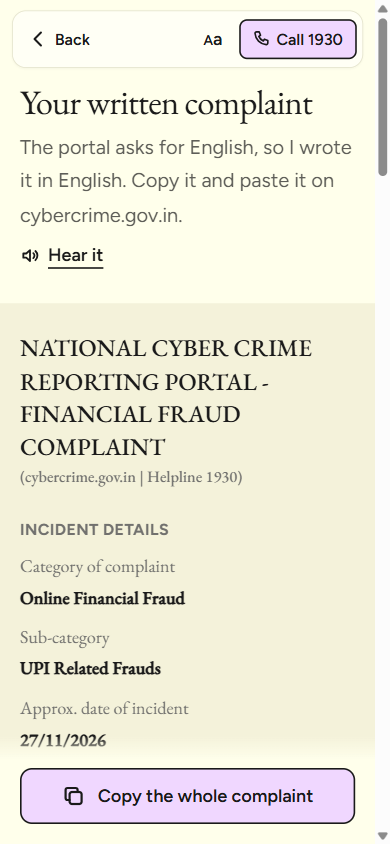 Back
Aa
Call 1930
Your written complaint
The portal asks for English, so I wrote
it in English. Copy it and paste it on
cybercrime.gov.in.
Hear it
NATIONAL CYBER CRIME
REPORTING PORTAL -
FINANCIAL FRAUD
COMPLAINT
(cybercrime.gov.in | Helpline 1930)
INCIDENT DETAILS
Category of complaint
Online Financial Fraud
Sub-category
UPI Related Frauds
Approx. date of incident
27/11/2026
Copy the whole complaint